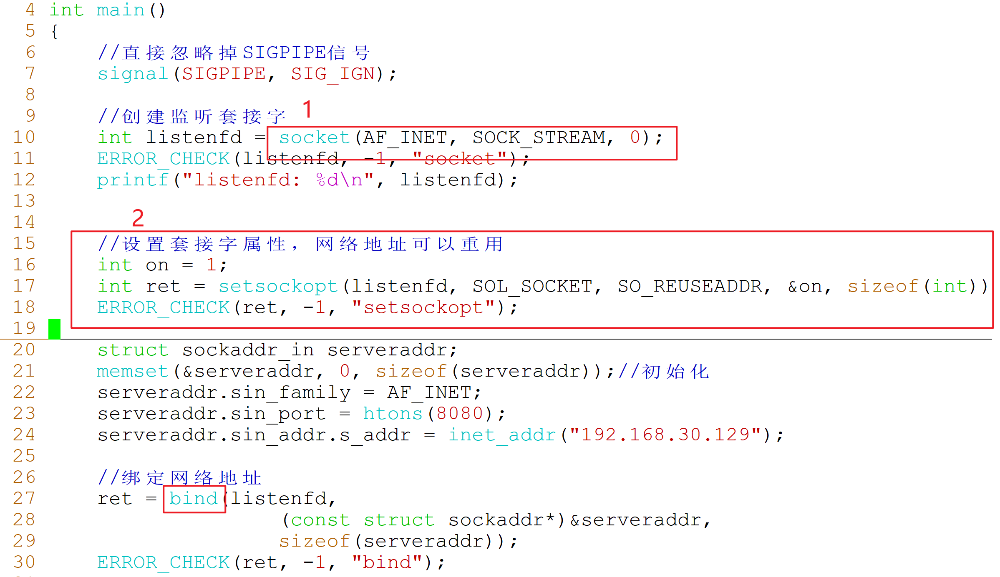 4 int main()
5 {
6 //直接忽略掉SIGPIPE信号
7 signal(SIGPIPE, SIG_IGN);
8
1
9 //创建监听套接字
10 int listenfd = socket(AF_INET, SOCK_STREAM, 0);
11 ERROR_CHECK(listenfd, -1, "socket");
12 printf("listenfd: %d\n", listenfd);
13
2
14
15 //设置套接字属性，网络地址可以重用
16 int on = 1;
17 int ret = setsockopt(listenfd, SOL_SOCKET, SO_REUSEADDR, &on, sizeof(int))
18 ERROR_CHECK(ret, -1, "setsockopt");
19
20 struct sockaddr_in serveraddr;
21 memset(&serveraddr, 0, sizeof(serveraddr));//初始化
22 serveraddr.sin_family = AF_INET;
23 serveraddr.sin_port = htons(8080);
24 serveraddr.sin_addr.s_addr = inet_addr("192.168.30.129");
25
26 //绑定网络地址
27 ret = bind(listenfd,
28 (const struct sockaddr*)&serveraddr,
29 sizeof(serveraddr));
30 ERROR_CHECK(ret, -1, "bind");